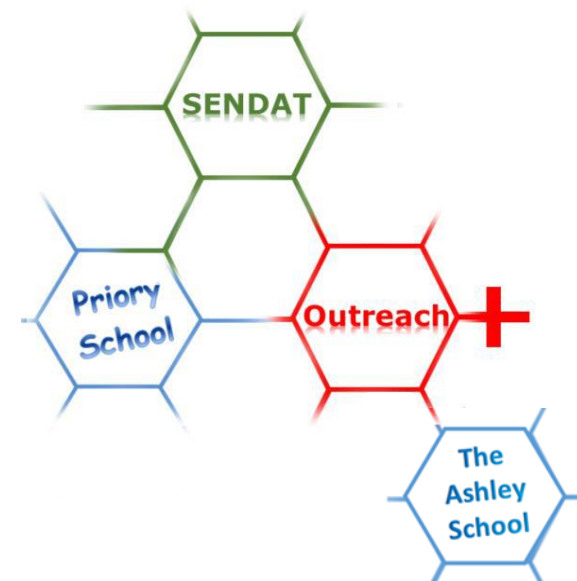 SENDAT
Priory
School
Outreach
The
Ashley
School